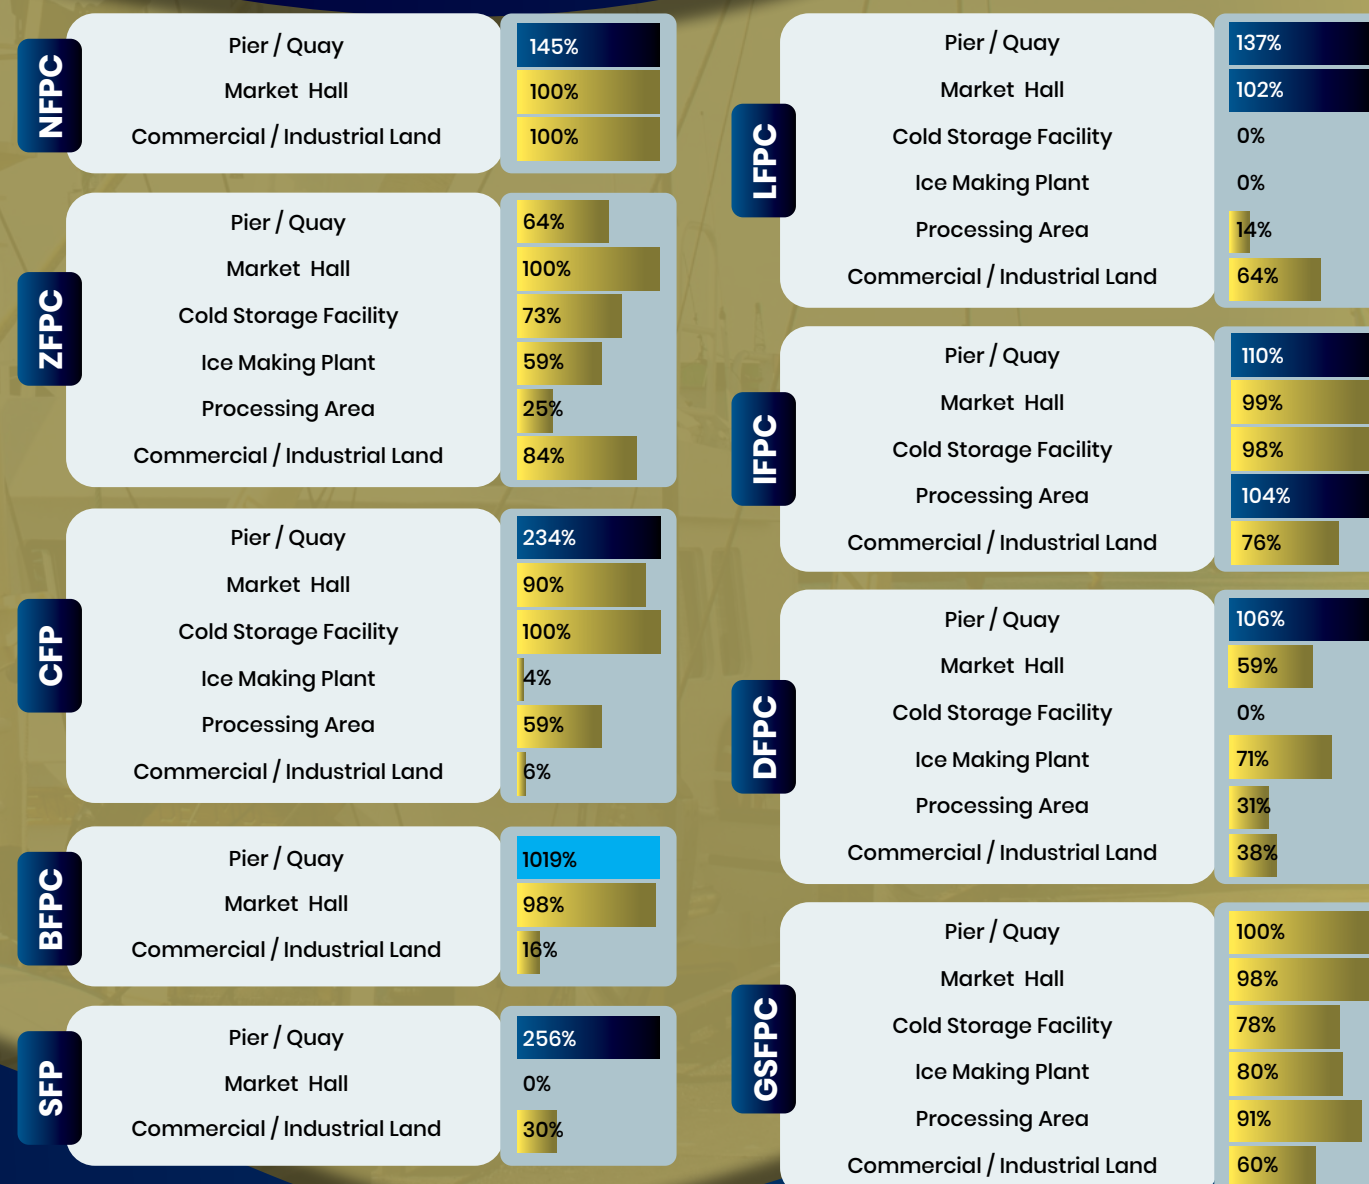 NFPC
Pier / Quay 145%
Market Hall 100%
Commercial / Industrial Land 100%
ZFPC
Pier / Quay 64%
Market Hall 100%
Cold Storage Facility 73%
Ice Making Plant 59%
Processing Area 25%
Commercial / Industrial Land 84%
CFP
Pier / Quay 234%
Market Hall 90%
Cold Storage Facility 100%
Ice Making Plant 4%
Processing Area 59%
Commercial / Industrial Land 6%
BFPC
Pier / Quay 1019%
Market Hall 98%
Commercial / Industrial Land 16%
SFP
Pier / Quay 256%
Market Hall 0%
Commercial / Industrial Land 30%
LFPC
Pier / Quay 137%
Market Hall 102%
Cold Storage Facility 0%
Ice Making Plant 0%
Processing Area 14%
Commercial / Industrial Land 64%
IFPC
Pier / Quay 110%
Market Hall 99%
Cold Storage Facility 98%
Processing Area 104%
Commercial / Industrial Land 76%
DFPC
Pier / Quay 106%
Market Hall 59%
Cold Storage Facility 0%
Ice Making Plant 71%
Processing Area 31%
Commercial / Industrial Land 38%
GSFPC
Pier / Quay 100%
Market Hall 98%
Cold Storage Facility 78%
Ice Making Plant 80%
Processing Area 91%
Commercial / Industrial Land 60%